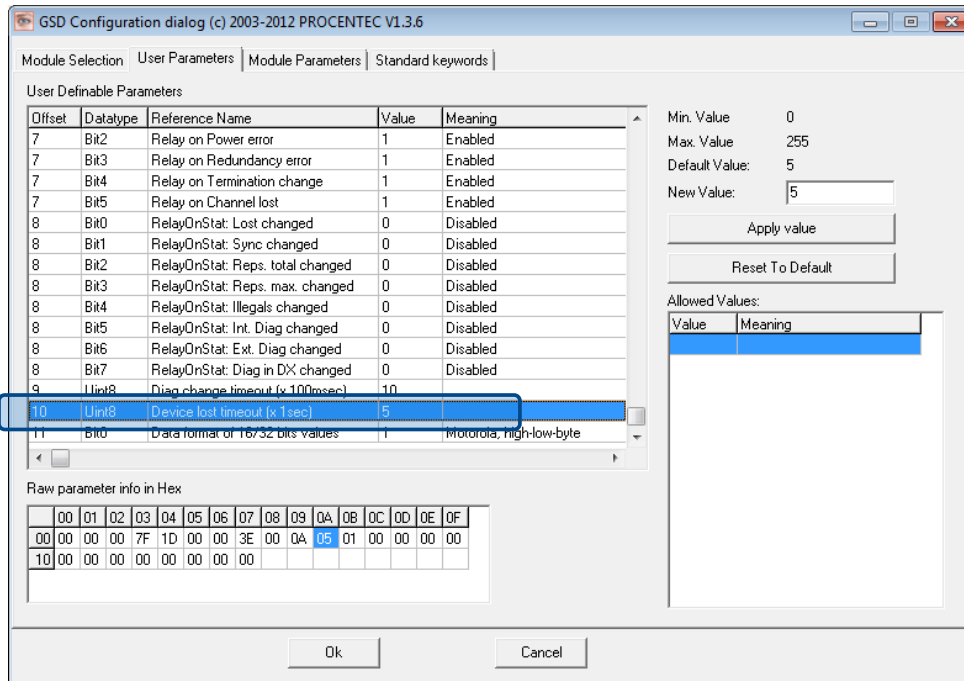 GSD Configuration dialog (c) 2003-2012 PROCENTEC V1.3.6
Module Selection User Parameters Module Parameters Standard keywords
User Definable Parameters
Offset Datatype Reference Name Value Meaning
7 Bit2 Relay on Power error 1 Enabled
7 Bit3 Relay on Redundancy error 1 Enabled
7 Bit4 Relay on Termination change 1 Enabled
7 Bit5 Relay on Channel lost 1 Enabled
8 Bit0 RelayOnStat: Lost changed 0 Disabled
8 Bit1 RelayOnStat: Sync changed 0 Disabled
8 Bit2 RelayOnStat: Reps. total changed 0 Disabled
8 Bit3 RelayOnStat: Reps. max. changed 0 Disabled
8 Bit4 RelayOnStat: Illegals changed 0 Disabled
8 Bit5 RelayOnStat: Int. Diag changed 0 Disabled
8 Bit6 RelayOnStat: Ext. Diag changed 0 Disabled
8 Bit7 RelayOnStat: Diag in DX changed 0 Disabled
9 UInt8 Diag change timeout (x 100msec) 10
10 UInt8 Device lost timeout (x 1sec) 5
11 Bit0 Data format of 16/32 bits values 1 Motorola, high-low-byte
Min. Value 0
Max. Value 255
Default Value: 5
New Value: 5
Apply value
Reset To Default
Allowed Values:
Value Meaning
Raw parameter info in Hex
00 01 02 03 04 05 06 07 08 09 0A 0B 0C 0D 0E 0F
00 00 00 00 7F 1D 00 00 3E 00 0A 05 01 00 00 00 00
10 00 00 00 00 00 00 00 00
Ok Cancel